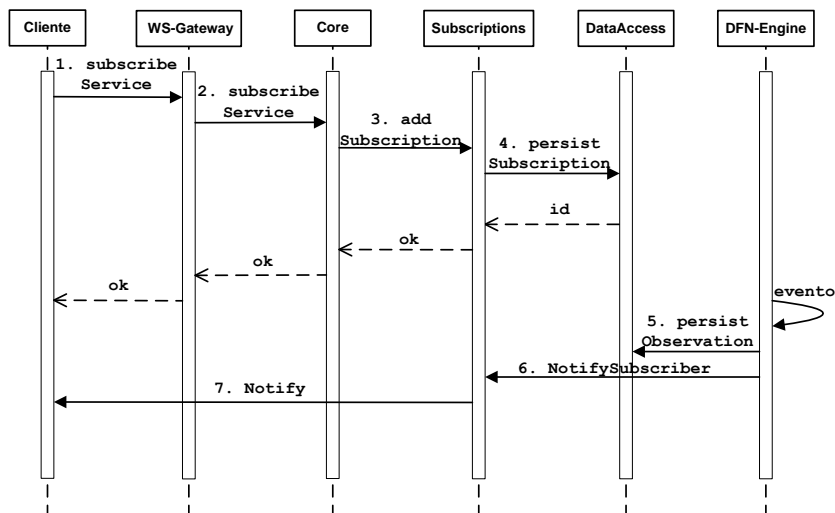 Cliente
WS-Gateway
Core
Subscriptions
DataAccess
DFN-Engine
1. subscribe
Service
2. subscribe
Service
3. add
Subscription
4. persist
Subscription
id
ok
ok
ok
evento
5. persist
Observation
6. NotifySubscriber
7. Notify